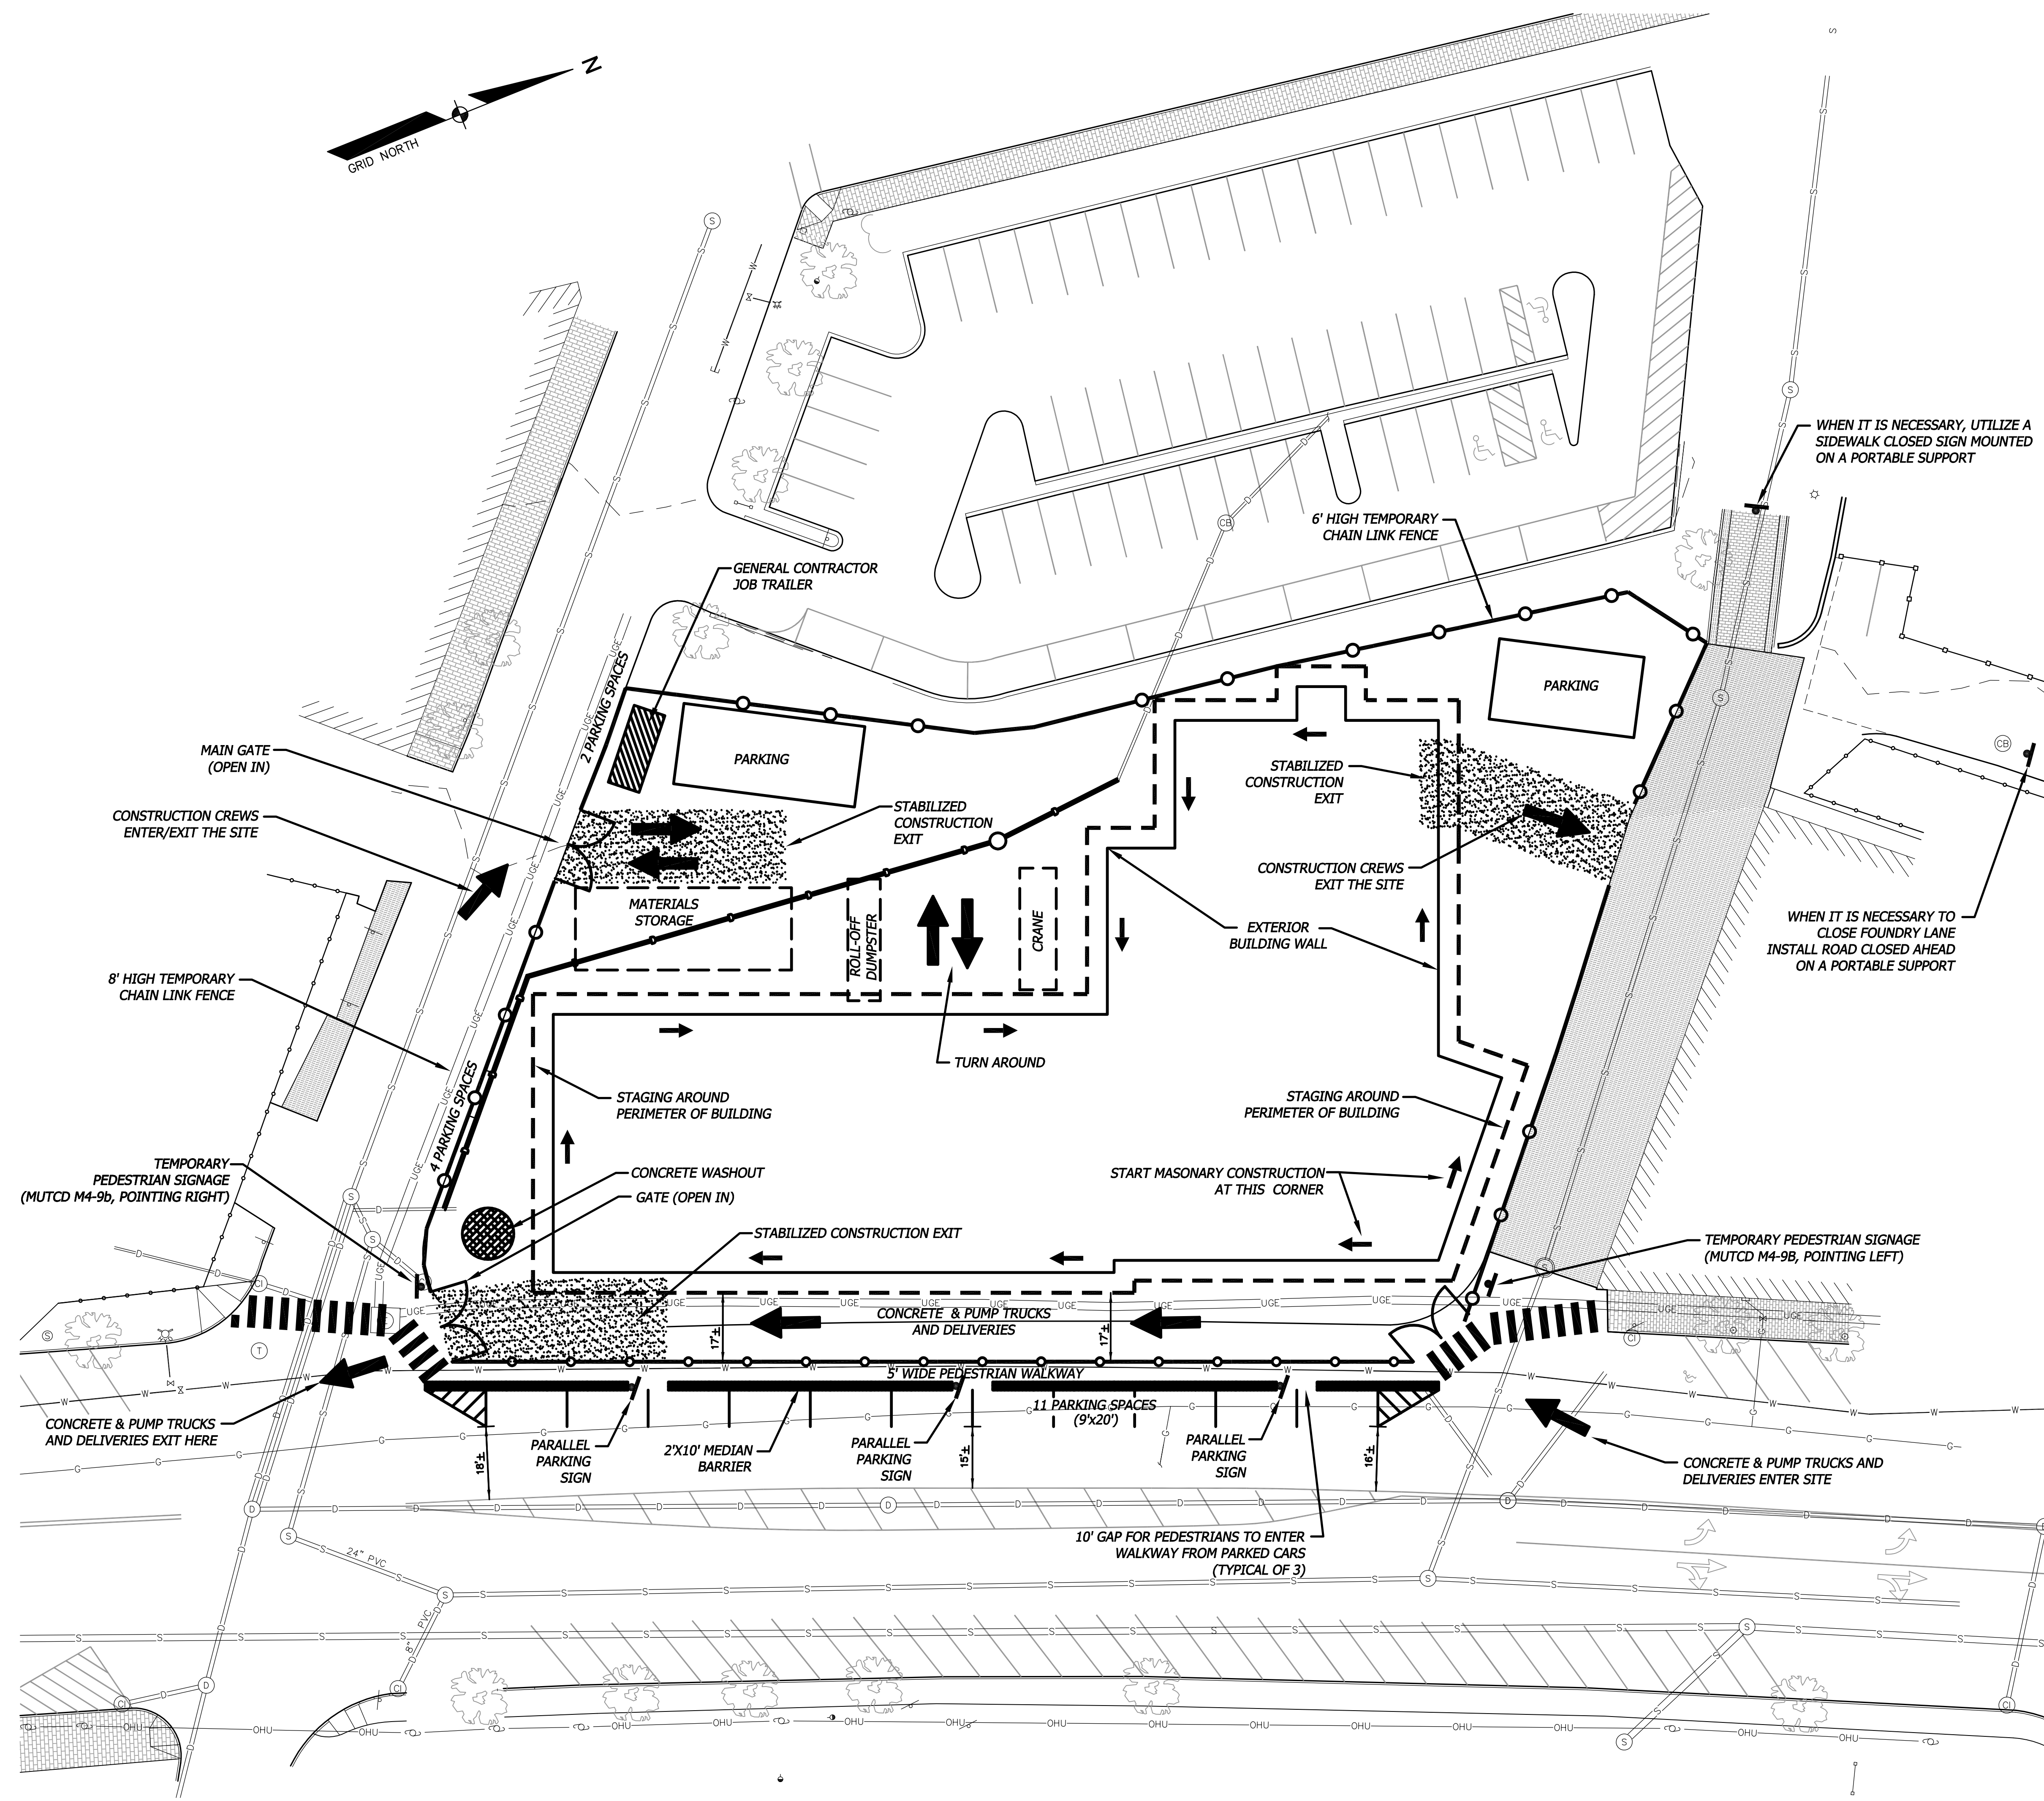 N
GRID NORTH
WHEN IT IS NECESSARY, UTILIZE A
SIDEWALK CLOSED SIGN MOUNTED
ON A PORTABLE SUPPORT
6' HIGH TEMPORARY
CHAIN LINK FENCE
GENERAL CONTRACTOR
JOB TRAILER
2 PARKING SPACES
PARKING
PARKING
MAIN GATE
(OPEN IN)
STABILIZED
CONSTRUCTION
EXIT
STABILIZED
CONSTRUCTION
EXIT
CONSTRUCTION CREWS
ENTER/EXIT THE SITE
CONSTRUCTION CREWS
EXIT THE SITE
MATERIALS
STORAGE
ROLL-OFF
DUMPSTER
CRANE
EXTERIOR
BUILDING WALL
WHEN IT IS NECESSARY TO
CLOSE FOUNDRY LANE
INSTALL ROAD CLOSED AHEAD
ON A PORTABLE SUPPORT
8' HIGH TEMPORARY
CHAIN LINK FENCE
TURN AROUND
4 PARKING SPACES
STAGING AROUND
PERIMETER OF BUILDING
STAGING AROUND
PERIMETER OF BUILDING
TEMPORARY
PEDESTRIAN SIGNAGE
(MUTCD M4-9b, POINTING RIGHT)
CONCRETE WASHOUT
GATE (OPEN IN)
START MASONARY CONSTRUCTION
AT THIS CORNER
STABILIZED CONSTRUCTION EXIT
TEMPORARY PEDESTRIAN SIGNAGE
(MUTCD M4-9B, POINTING LEFT)
CONCRETE & PUMP TRUCKS
AND DELIVERIES
17'±
17'±
5' WIDE PEDESTRIAN WALKWAY
11 PARKING SPACES
(9'x20')
CONCRETE & PUMP TRUCKS
AND DELIVERIES EXIT HERE
PARALLEL
PARKING
SIGN
2'X10' MEDIAN
BARRIER
PARALLEL
PARKING
SIGN
PARALLEL
PARKING
SIGN
18'±
15'±
16'±
CONCRETE & PUMP TRUCKS AND
DELIVERIES ENTER SITE
10' GAP FOR PEDESTRIANS TO ENTER
WALKWAY FROM PARKED CARS
(TYPICAL OF 3)
24" PVC
8" PVC
UGE
OHU
CB
CB
CI
S
D
W
G
T